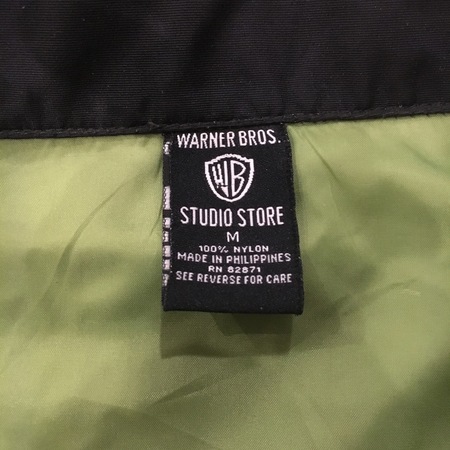 WARNER BROS.
WB
STUDIO STORE
M
100% NYLON
MADE IN PHILIPPINES
RN 82871
SEE REVERSE FOR CARE